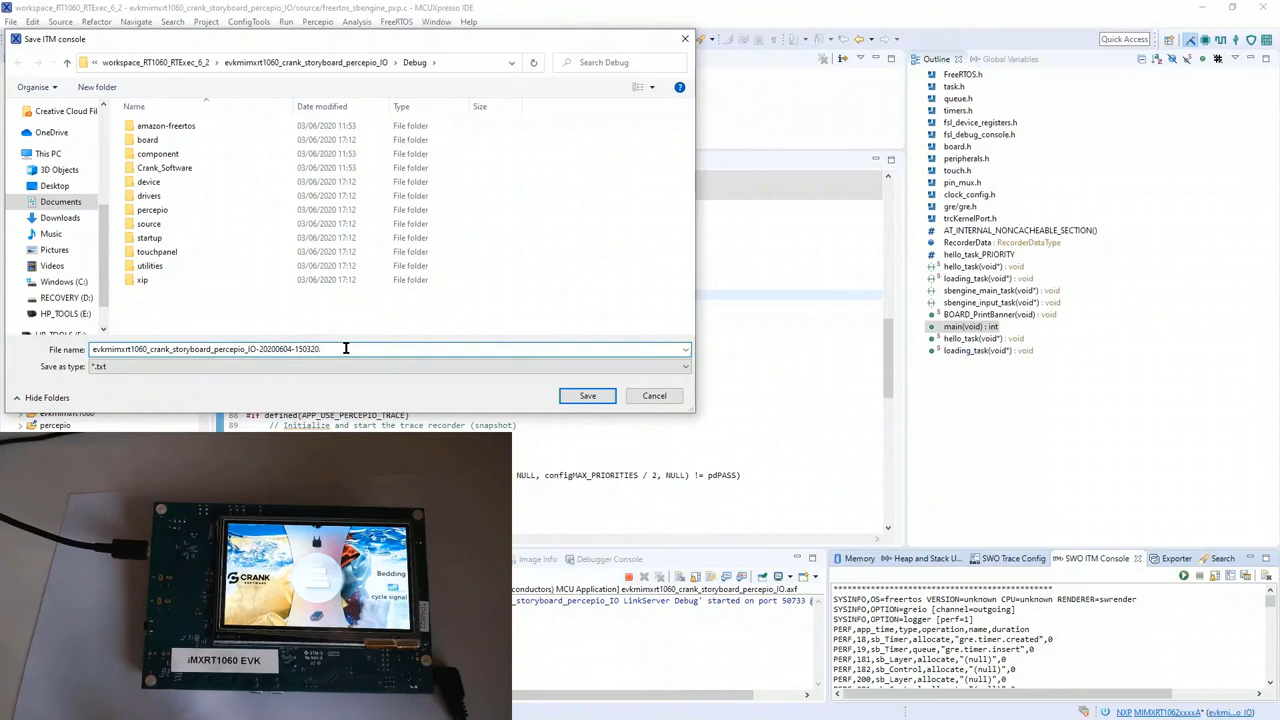 workspace_RT1060_RTExec_6_2 - evkmimxrt1060_crank_storyboard_percepio_IO/source/freertos_sbengine_pxp.c - MCUXpresso IDE
File Edit Source Refactor Navigate Search Project ConfigTools Run Percepio Analysis FreeRTOS Window Help
Save ITM console
Quick Access
« workspace_RT1060_RTExec_6_2 › evkmimxrt1060_crank_storyboard_percepio_IO › Debug ›
Search Debug
Organise New folder
Name Date modified Type Size
Creative Cloud Fil
OneDrive
This PC
3D Objects
Desktop
Documents
Downloads
Music
Pictures
Videos
Windows (C:)
RECOVERY (D:)
HP_TOOLS (E:)
HP_TOOLS (E:)
amazon-freertos 03/06/2020 11:53 File folder
board 03/06/2020 17:12 File folder
component 03/06/2020 11:53 File folder
Crank_Software 03/06/2020 11:53 File folder
device 03/06/2020 17:12 File folder
drivers 03/06/2020 17:12 File folder
percepio 03/06/2020 17:12 File folder
source 03/06/2020 17:12 File folder
startup 03/06/2020 17:12 File folder
touchpanel 03/06/2020 17:12 File folder
utilities 03/06/2020 17:12 File folder
xip 03/06/2020 17:12 File folder
File name: evkmimxrt1060_crank_storyboard_percepio_IO-20200604-150320.
Save as type: *.txt
Hide Folders Save Cancel
Outline Global Variables
FreeRTOS.h
task.h
queue.h
timers.h
fsl_device_registers.h
fsl_debug_console.h
board.h
peripherals.h
touch.h
pin_mux.h
clock_config.h
gre/gre.h
trcKernelPort.h
AT_INTERNAL_NONCACHEABLE_SECTION()
RecorderData : RecorderDataType
hello_task_PRIORITY
hello_task(void*) : void
loading_task(void*) : void
sbengine_main_task(void*) : void
sbengine_input_task(void*) : void
BOARD_PrintBanner(void) : void
main(void) : int
hello_task(void*) : void
loading_task(void*) : void
evkmimxrt1060
percepio
88 #if defined(APP_USE_PERCEPIO_TRACE)
89 // Initialize and start the trace recorder (snapshot)
NULL, configMAX_PRIORITIES / 2, NULL) != pdPASS)
Image Info Debugger Console
conductors) MCU Application] evkmimxrt1060_crank_storyboard_percepio_IO.axf
_storyboard_percepio_IO LinkServer Debug' started on port 50733 @
Memory Heap and Stack U... SWO Trace Config SWO ITM Console Exporter Search
SYSINFO,OS=freertos VERSION=unknown CPU=unknown RENDERER=swrender
SYSINFO,OPTION=greio [channel=outgoing]
SYSINFO,OPTION=logger [perf=1]
PERF,app_time,type,operation,name,duration
PERF,18,sb_Timer,allocate,"gre.timer.created",0
PERF,19,sb_Timer,queue,"gre.timer.insert",0
PERF,181,sb_Layer,allocate,"(null)",0
PERF,182,sb_Control,allocate,"(null)",0
PERF,200,sb_Layer,allocate,"(null)",0
CRANK
SOFTWARE
Bedding
cycle signal
iMXRT1060 EVK
NXP MIMXRT1062xxxxA* (evkmi...o_IO)